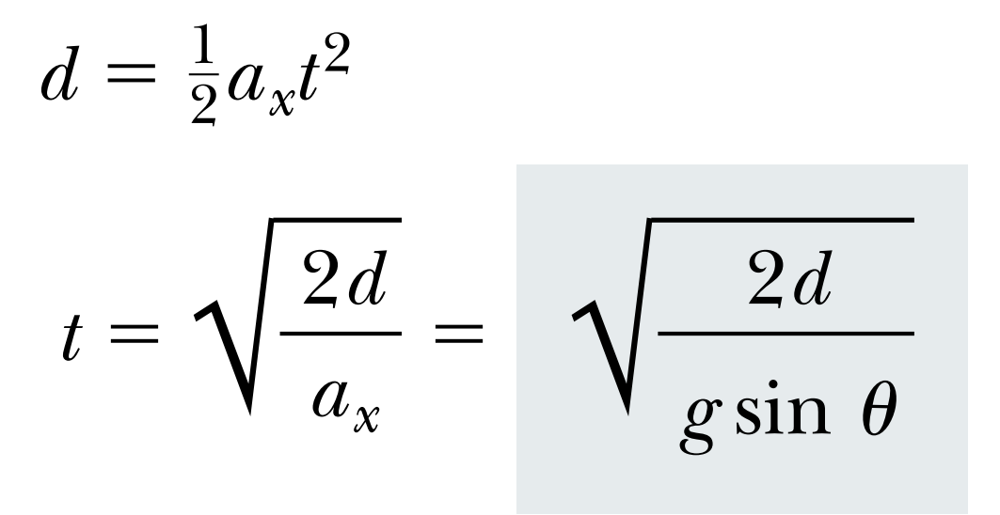 d = ½aₓt²
t = √(2d/aₓ) = √(2d/(g sin θ))